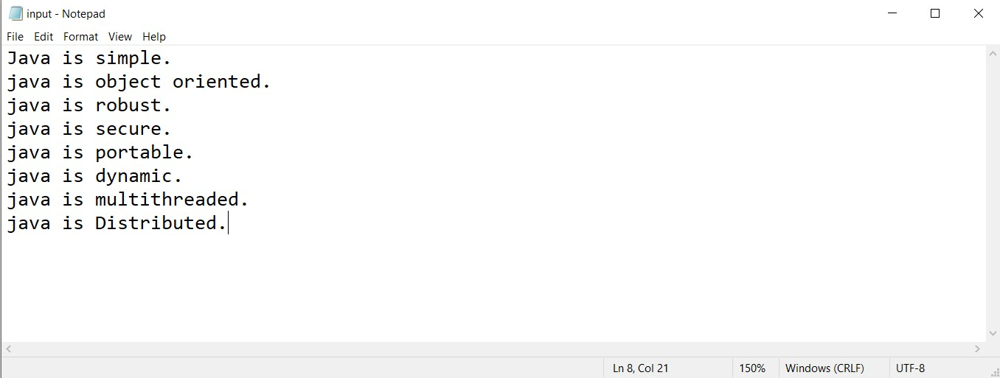 input - Notepad
File Edit Format View Help
Java is simple.
java is object oriented.
java is robust.
java is secure.
java is portable.
java is dynamic.
java is multithreaded.
java is Distributed.
Ln 8, Col 21 150% Windows (CRLF) UTF-8